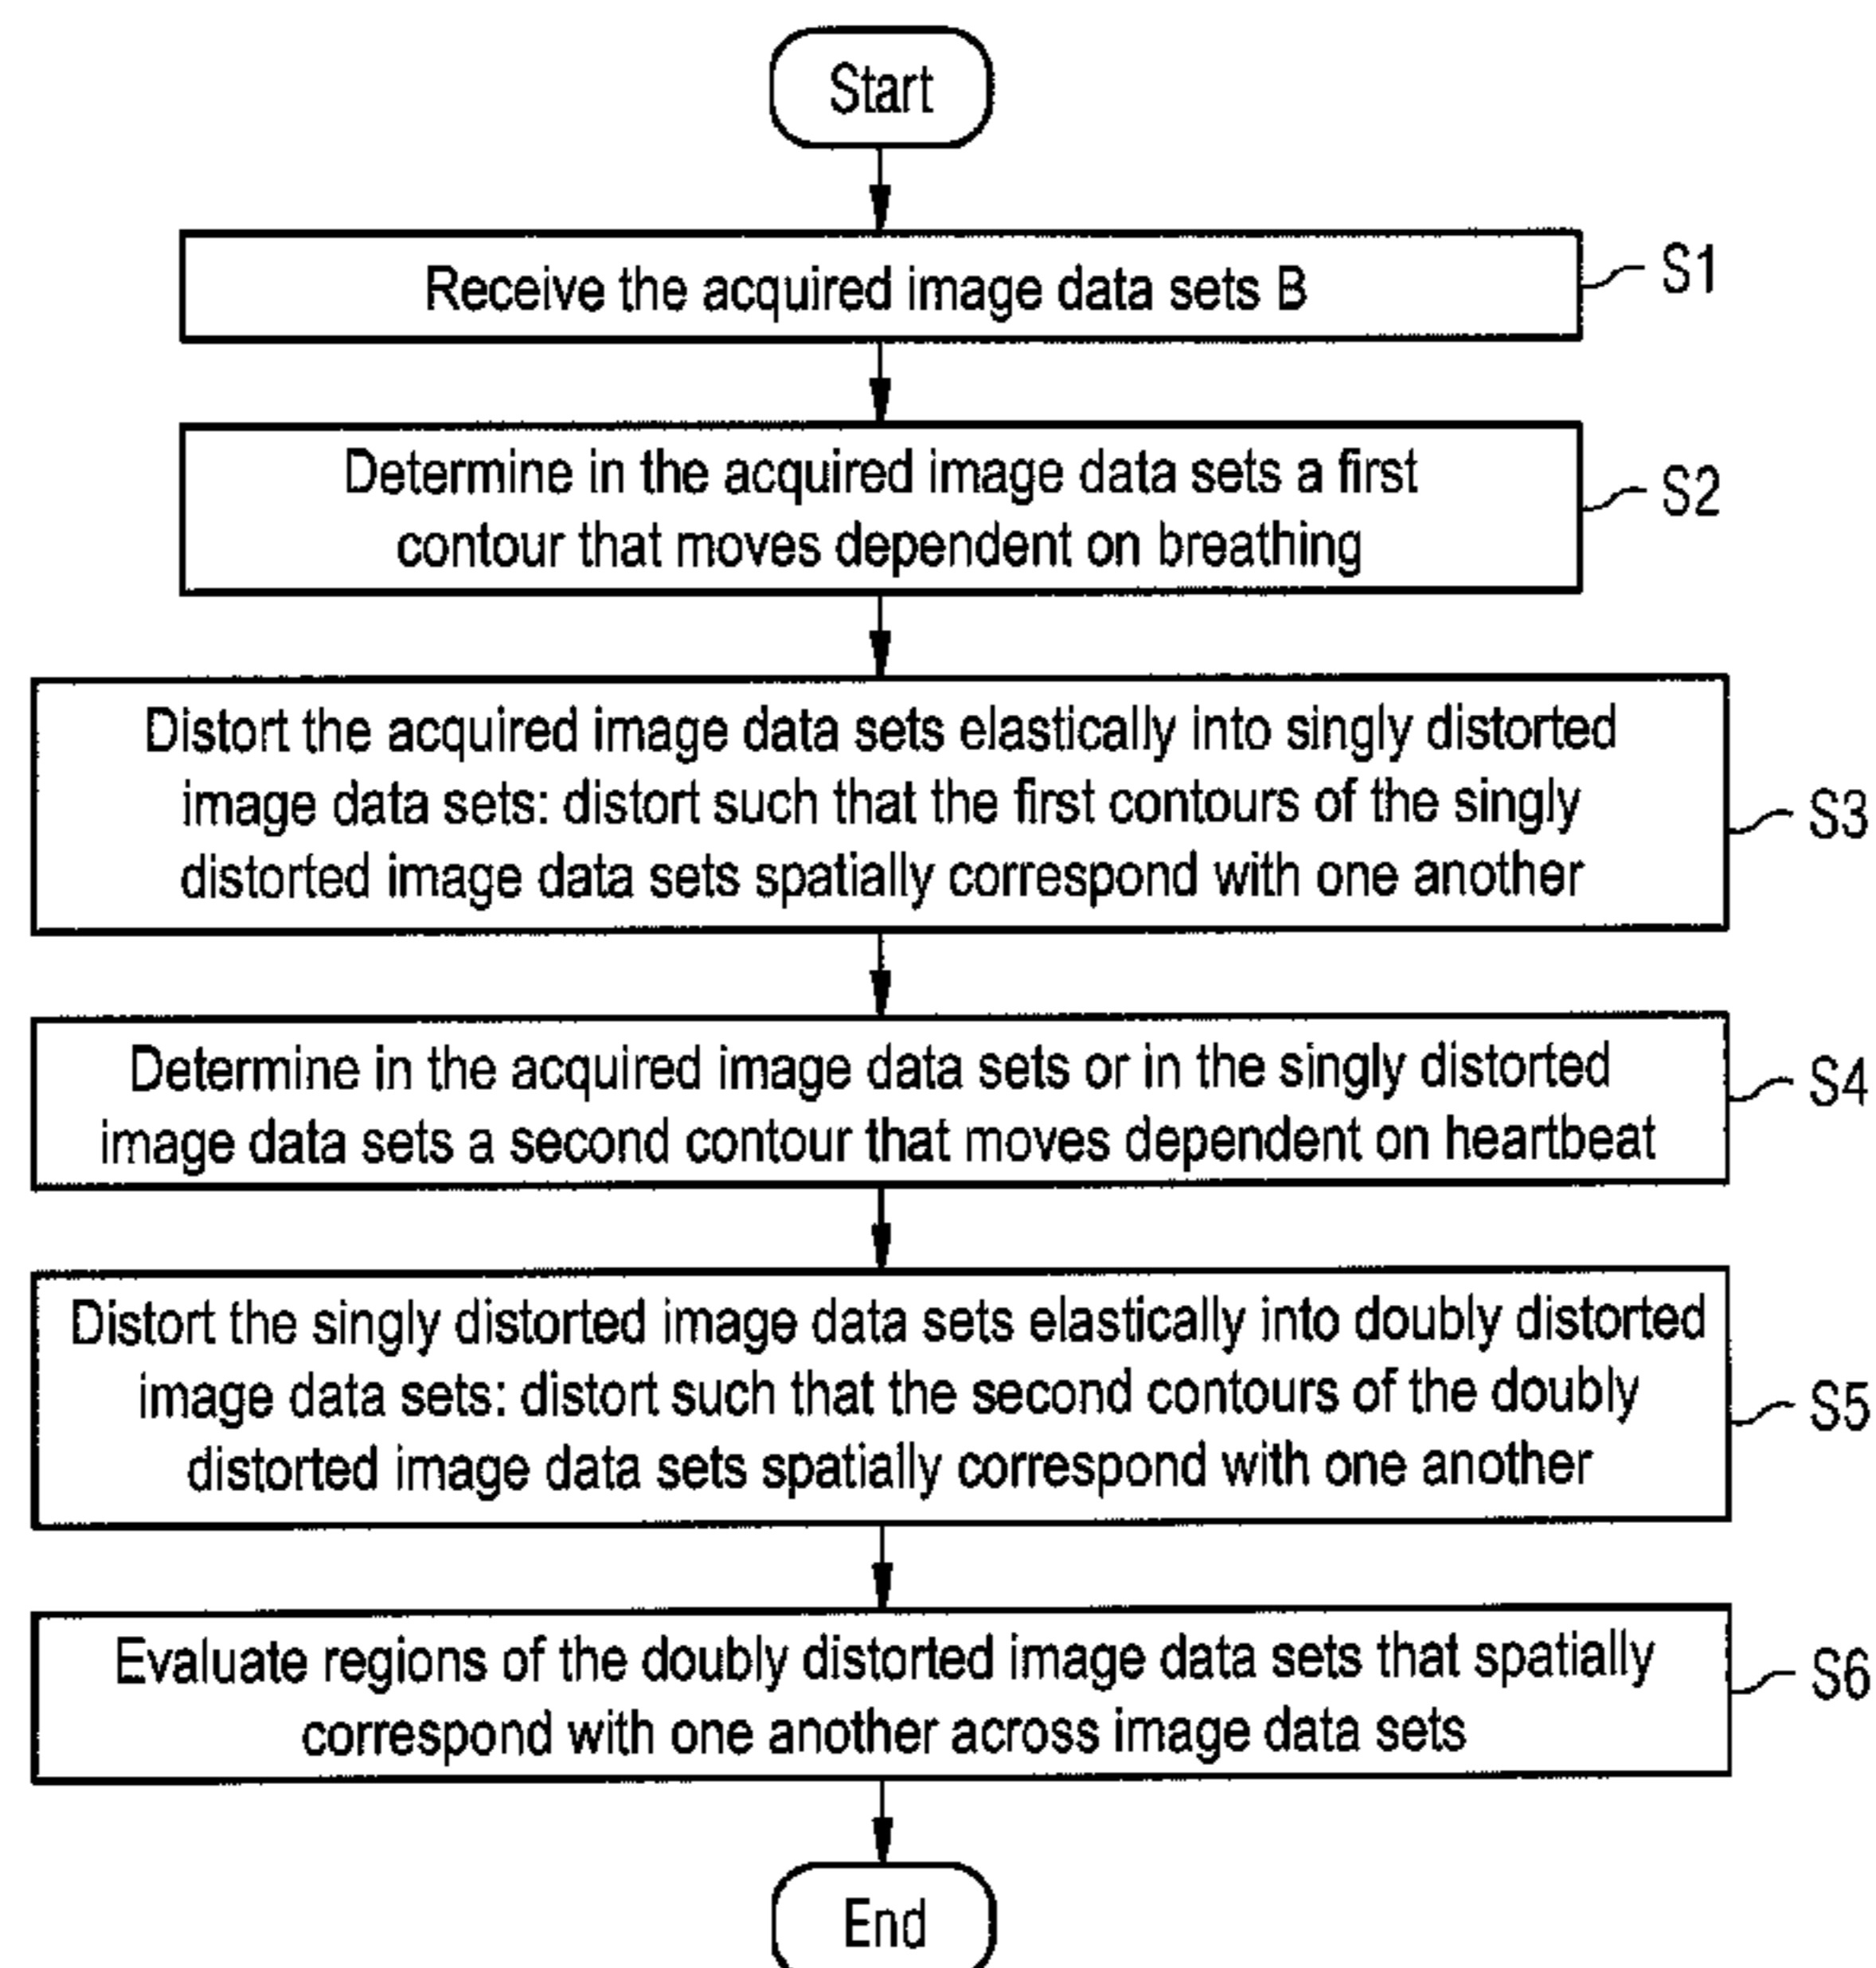 Start
Receive the acquired image data sets B
S1
Determine in the acquired image data sets a first
contour that moves dependent on breathing
S2
Distort the acquired image data sets elastically into singly distorted
image data sets: distort such that the first contours of the singly
distorted image data sets spatially correspond with one another
S3
Determine in the acquired image data sets or in the singly distorted
image data sets a second contour that moves dependent on heartbeat
S4
Distort the singly distorted image data sets elastically into doubly distorted
image data sets: distort such that the second contours of the doubly
distorted image data sets spatially correspond with one another
S5
Evaluate regions of the doubly distorted image data sets that spatially
correspond with one another across image data sets
S6
End